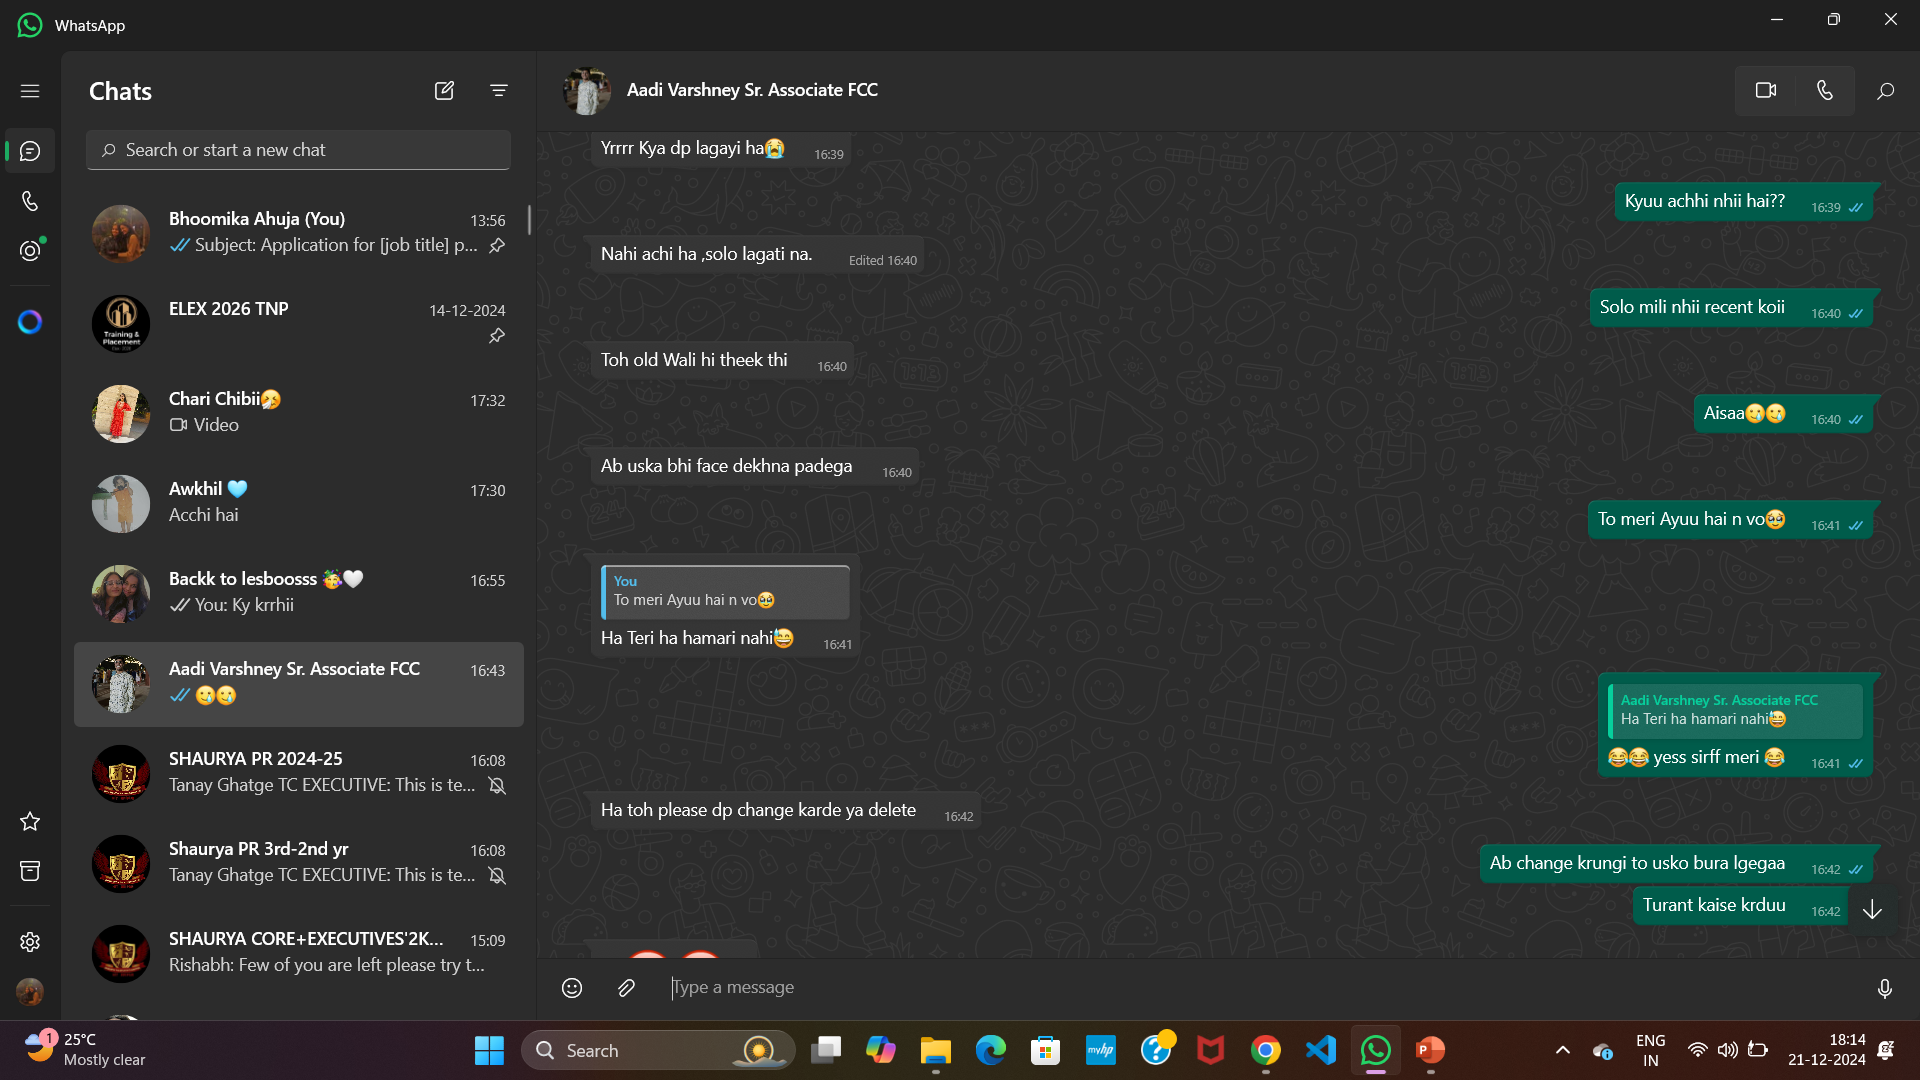 WhatsApp
Chats
Search or start a new chat
Bhoomika Ahuja (You)
13:56
Subject: Application for [job title] p...
ELEX 2026 TNP
14-12-2024
Training &
Placement
Chari Chibii🤧
17:32
Video
Awkhil 🩵
17:30
Acchi hai
Backk to lesboosss 🥳🤍
16:55
You: Ky krrhii
Aadi Varshney Sr. Associate FCC
16:43
🥲🥲
SHAURYA PR 2024-25
16:08
Tanay Ghatge TC EXECUTIVE: This is te...
Shaurya PR 3rd-2nd yr
16:08
Tanay Ghatge TC EXECUTIVE: This is te...
SHAURYA CORE+EXECUTIVES'2K...
15:09
Rishabh: Few of you are left please try t...
Aadi Varshney Sr. Associate FCC
Yrrrr Kya dp lagayi ha😭 16:39
Kyuu achhi nhii hai?? 16:39
Nahi achi ha ,solo lagati na. Edited 16:40
Solo mili nhii recent koii 16:40
Toh old Wali hi theek thi 16:40
Aisaa🥲🥲 16:40
Ab uska bhi face dekhna padega 16:40
To meri Ayuu hai n vo🥹 16:41
You
To meri Ayuu hai n vo🥹
Ha Teri ha hamari nahi😅 16:41
Aadi Varshney Sr. Associate FCC
Ha Teri ha hamari nahi😅
😂😂 yess sirff meri 😂 16:41
Ha toh please dp change karde ya delete 16:42
Ab change krungi to usko bura lgegaa 16:42
Turant kaise krduu 16:42
Type a message
1
25°C
Mostly clear
Search
myhp
ENG
IN
18:14
21-12-2024